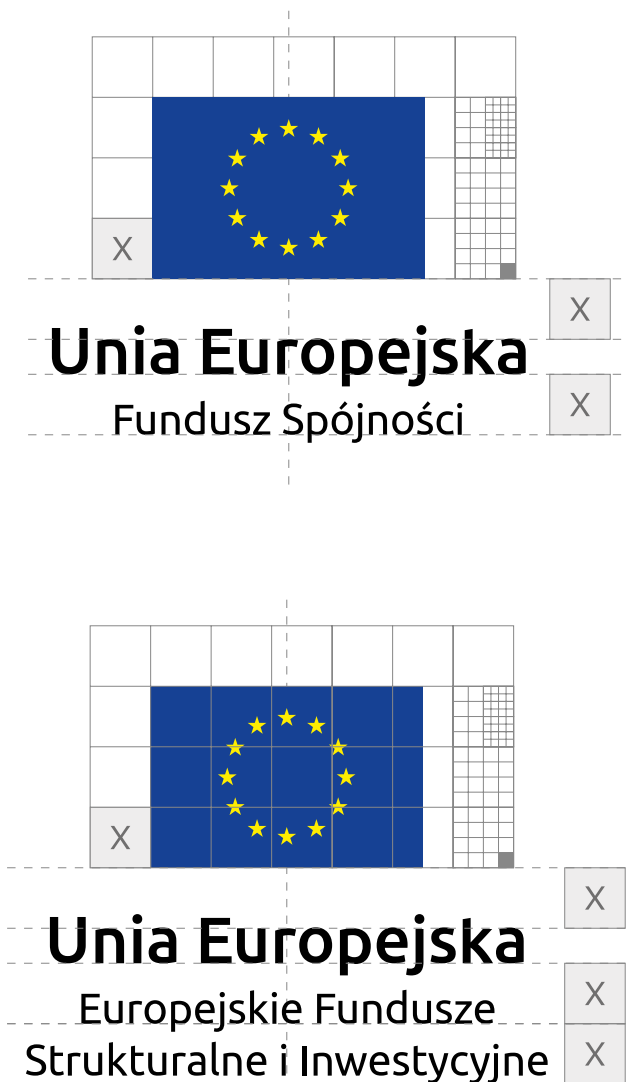 X
X
Unia Europejska
X
Fundusz Spójności
X
X
Unia Europejska
X
Europejskie Fundusze
X
Strukturalne i Inwestycyjne